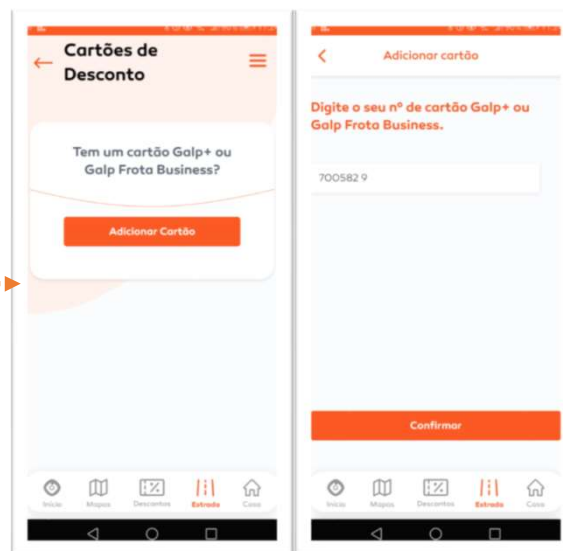 Cartões de
Desconto
Tem um cartão Galp+ ou
Galp Frota Business?
Adicionar Cartão
Início
Mapas
Descontos
Estrada
Casa
Adicionar cartão
Digite o seu nº de cartão Galp+ ou
Galp Frota Business.
700582 9
Confirmar
Início
Mapas
Descontos
Estrada
Casa